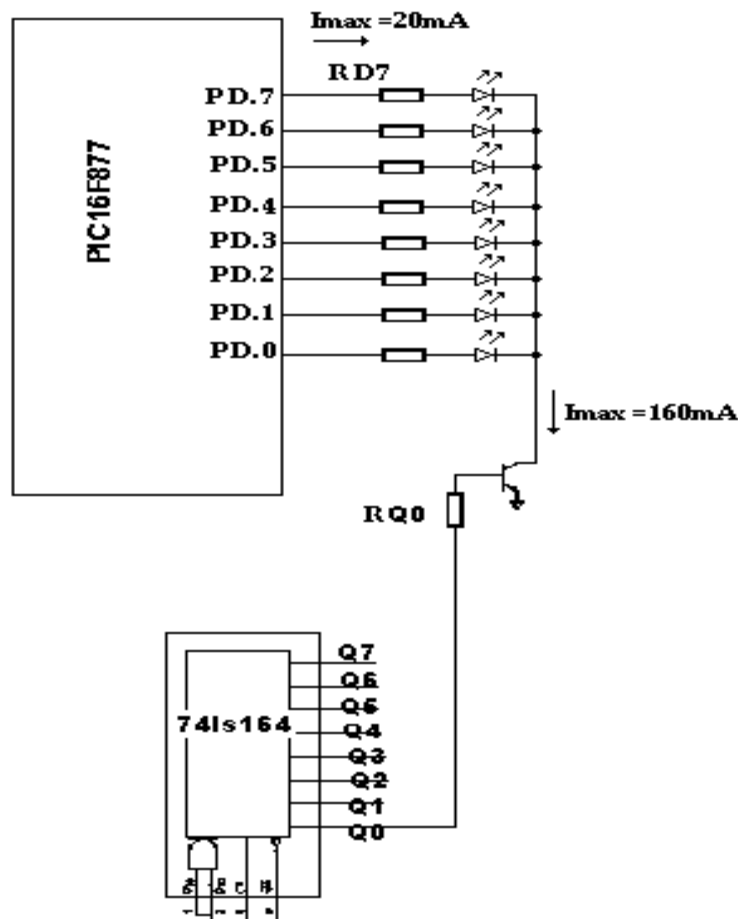 Imax =20mA
RD7
PD.7
PD.6
PD.5
PD.4
PD.3
PD.2
PD.1
PD.0
PIC16F877
Imax =160mA
RQ0
74ls164
Q7
Q6
Q5
Q4
Q3
Q2
Q1
Q0